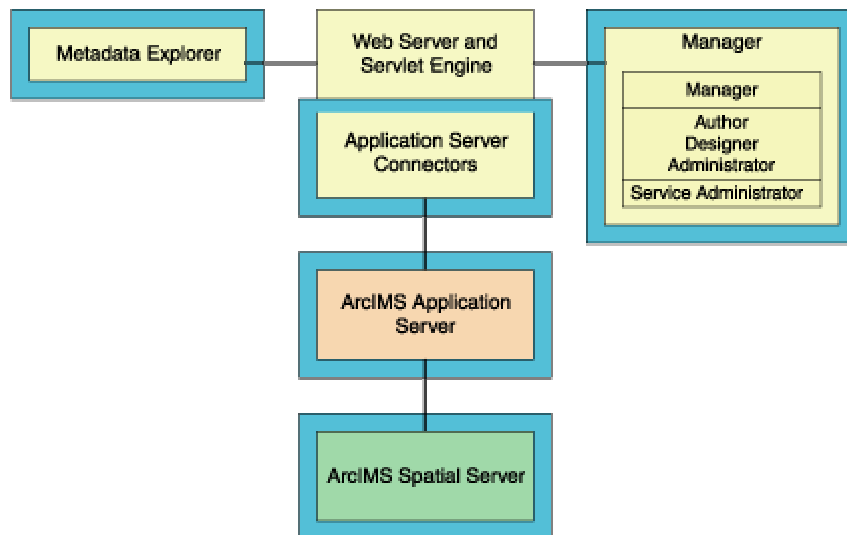 Metadata Explorer
Web Server and
Servlet Engine
Manager
Manager
Author
Designer
Administrator
Service Administrator
Application Server
Connectors
ArcIMS Application
Server
ArcIMS Spatial Server